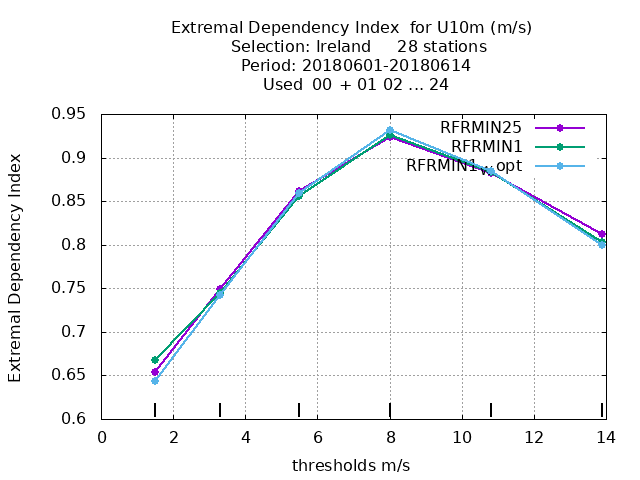 Extremal Dependency Index  for U10m (m/s)
Selection: Ireland     28 stations
Period: 20180601-20180614
Used  00 + 01 02 ... 24
RFRMIN25
RFRMIN1
RFRMIN1v_opt
Extremal Dependency Index
0.95
0.9
0.85
0.8
0.75
0.7
0.65
0.6
0 2 4 6 8 10 12 14
thresholds m/s